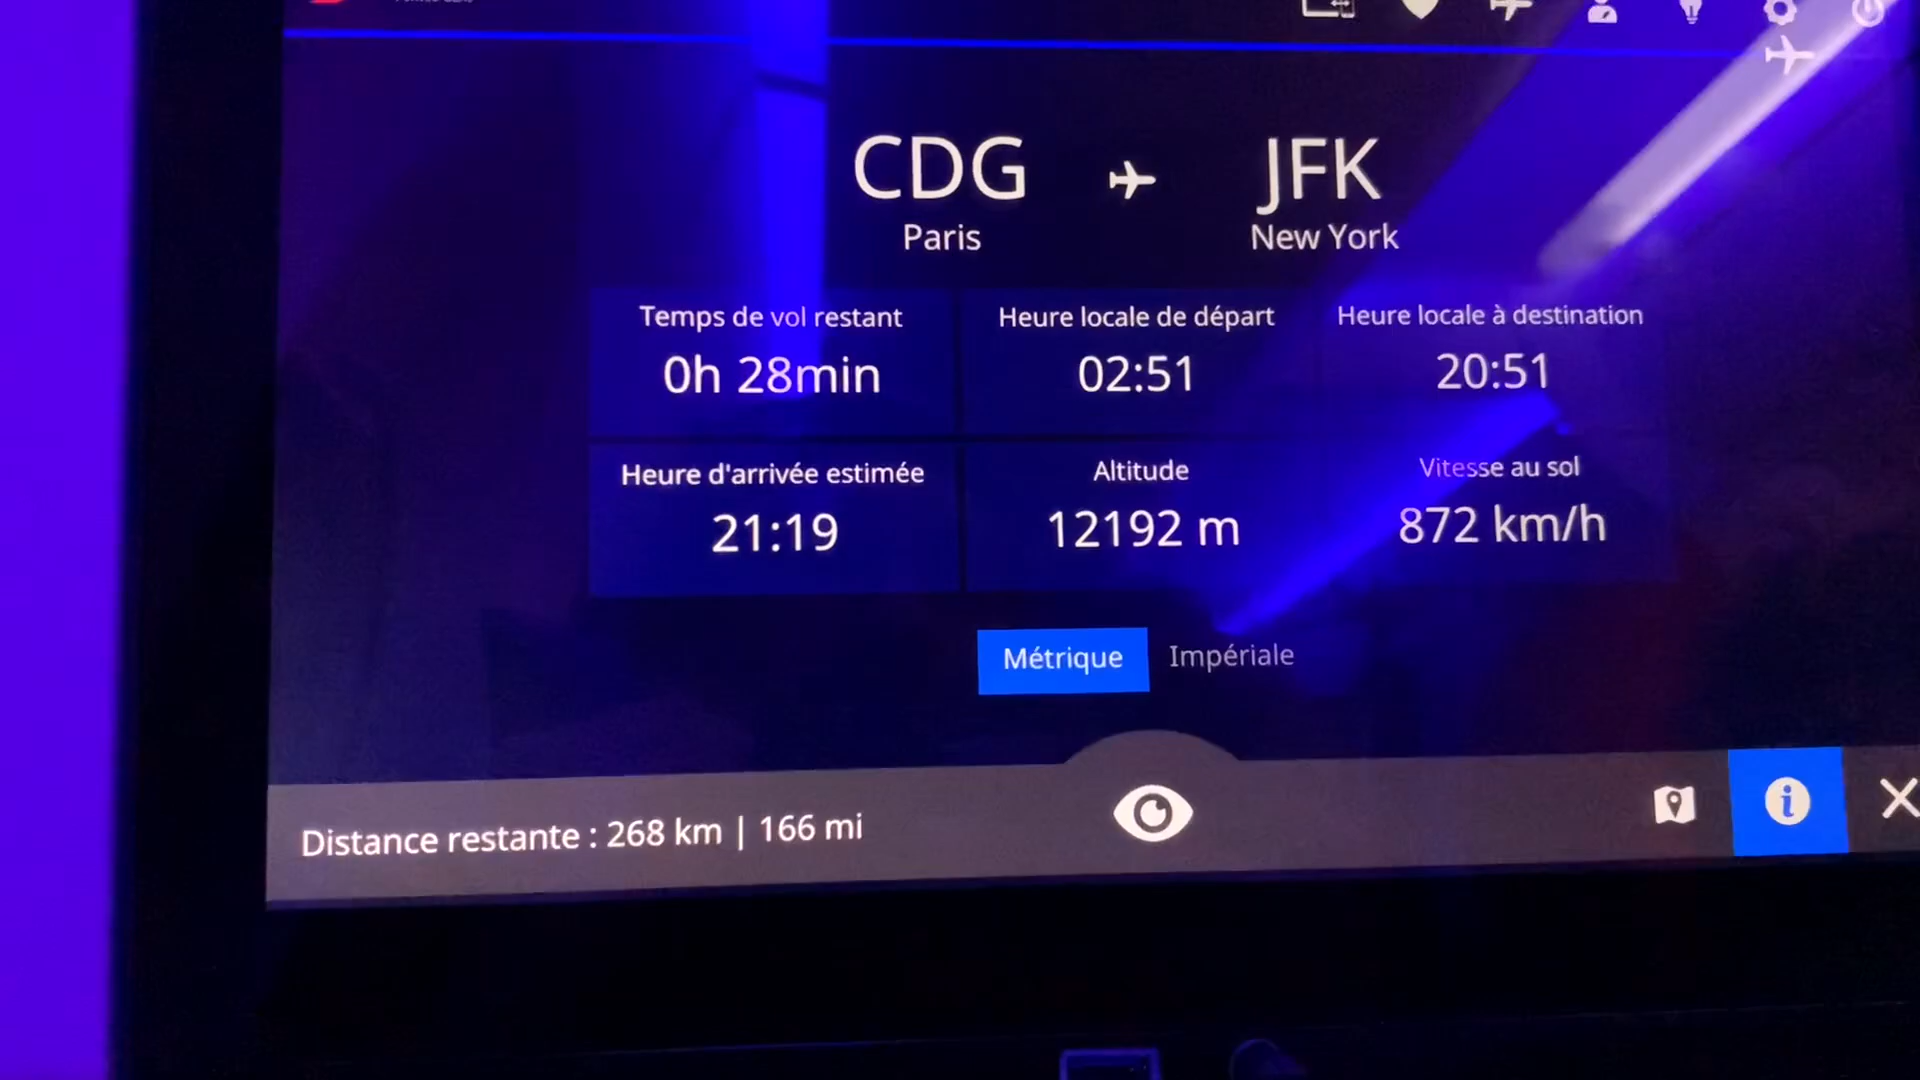 CDG JFK
Paris New York
Temps de vol restant Heure locale de départ Heure locale à destination
0h 28min 02:51 20:51
Heure d'arrivée estimée Altitude Vitesse au sol
21:19 12192 m 872 km/h
Métrique Impériale
Distance restante : 268 km | 166 mi